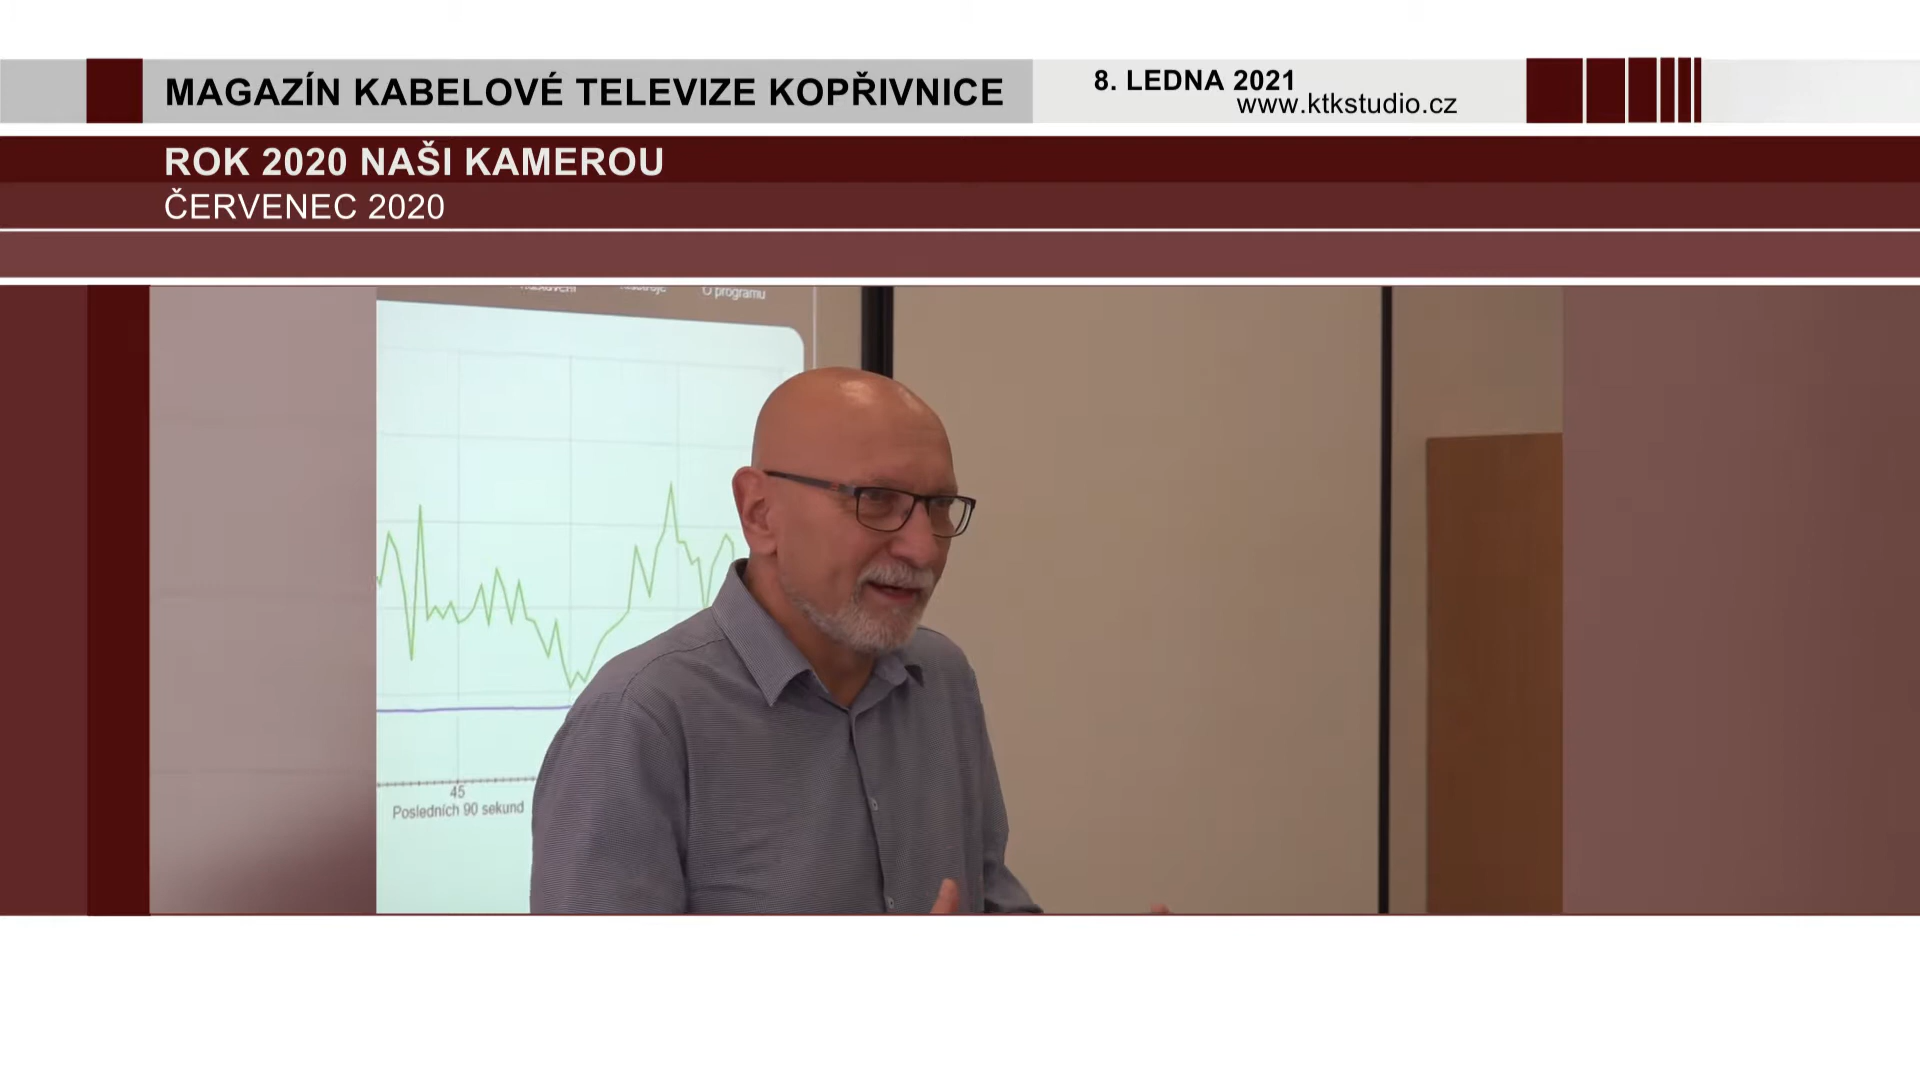 MAGAZÍN KABELOVÉ TELEVIZE KOPŘIVNICE
8. LEDNA 2021
www.ktkstudio.cz
ROK 2020 NAŠI KAMEROU
ČERVENEC 2020
O programu
45
Posledních 90 sekund